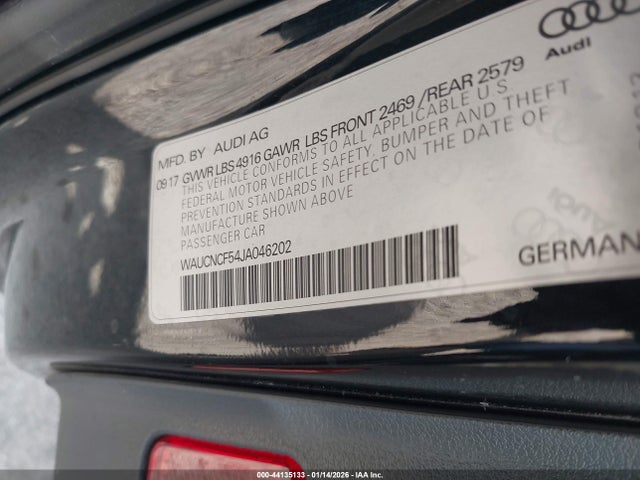 Audi
MFD. BY AUDI AG
0917 GVWR LBS 4916 GAWR LBS FRONT 2469 / REAR 2579
THIS VEHICLE CONFORMS TO ALL APPLICABLE U.S
FEDERAL MOTOR VEHICLE SAFETY, BUMPER AND THEFT
PREVENTION STANDARDS IN EFFECT ON THE DATE OF
MANUFACTURE SHOWN ABOVE
PASSENGER CAR
WAUCNCF54JA046202
GERMAN
000-44135133 - 01/14/2026 - IAA Inc.